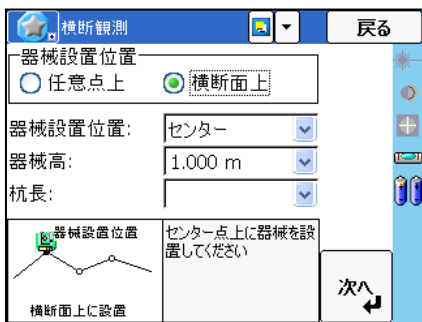 横断観測
戻る
器械設置位置
任意点上
横断面上
器械設置位置:
センター
器械高:
1.000 m
杭長:
器械設置位置
横断面上に設置
センター点上に器械を設
置してください
次へ